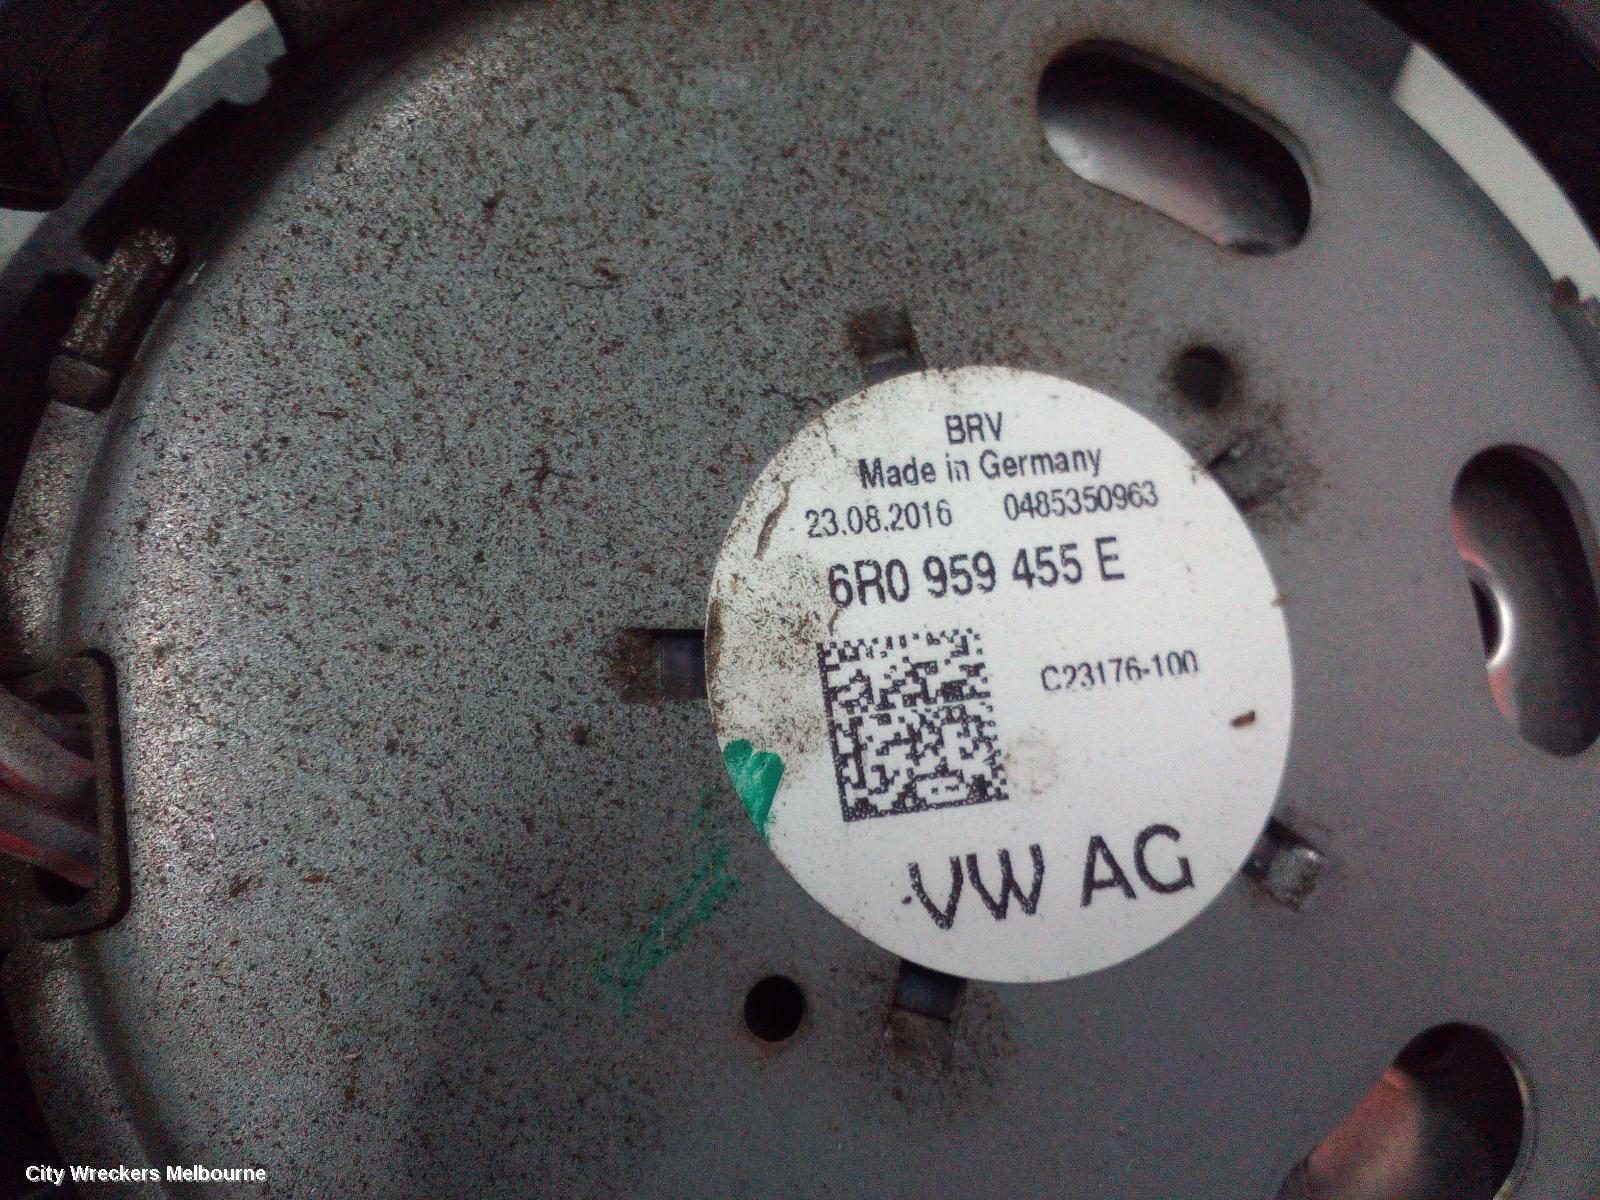 BRV
Made in Germany
23.08.2016 0485350963
6R0 959 455 E
C23176-100
VW AG
City Wreckers Melbourne